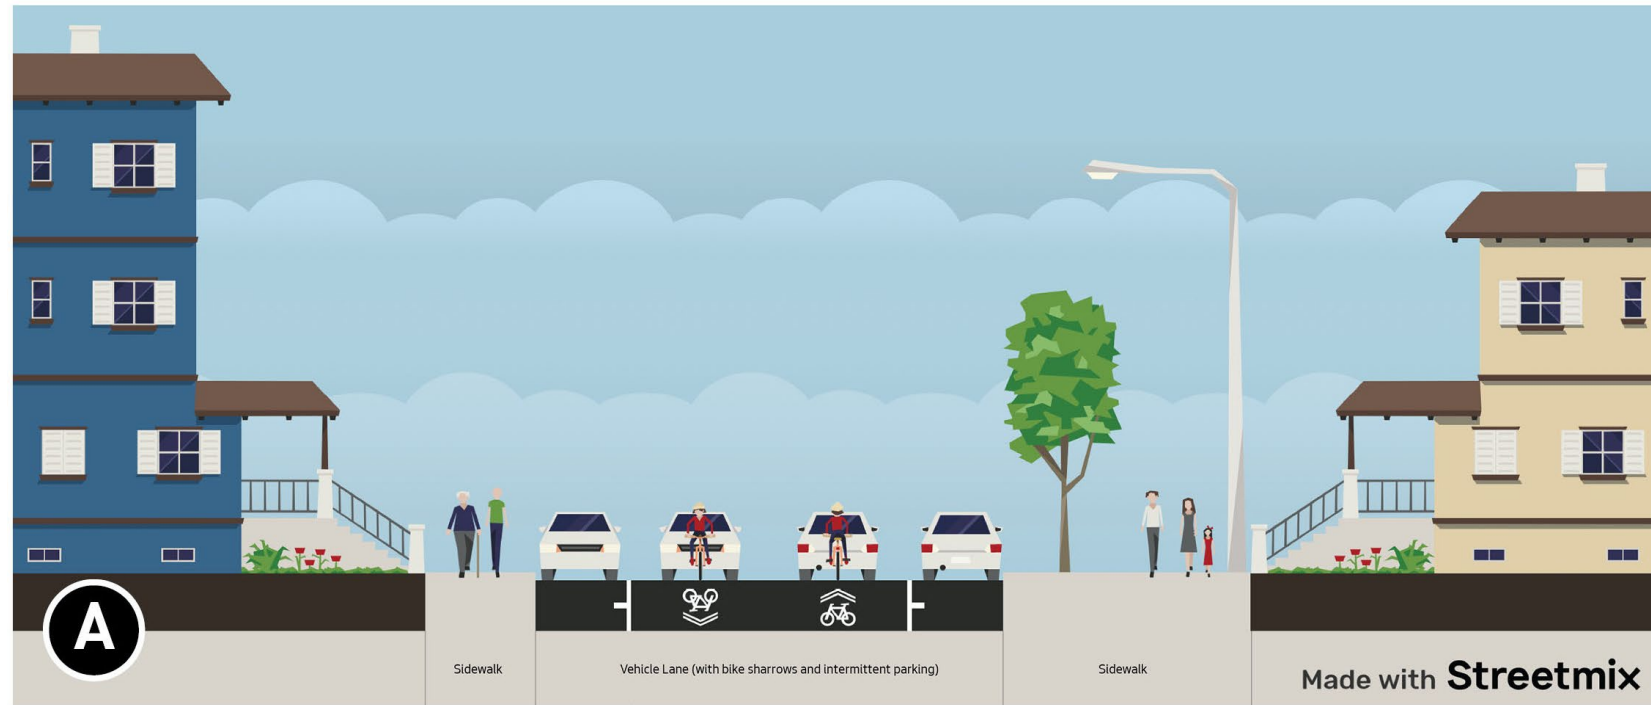 A
Sidewalk
Vehicle Lane (with bike sharrows and intermittent parking)
Sidewalk
Made with Streetmix